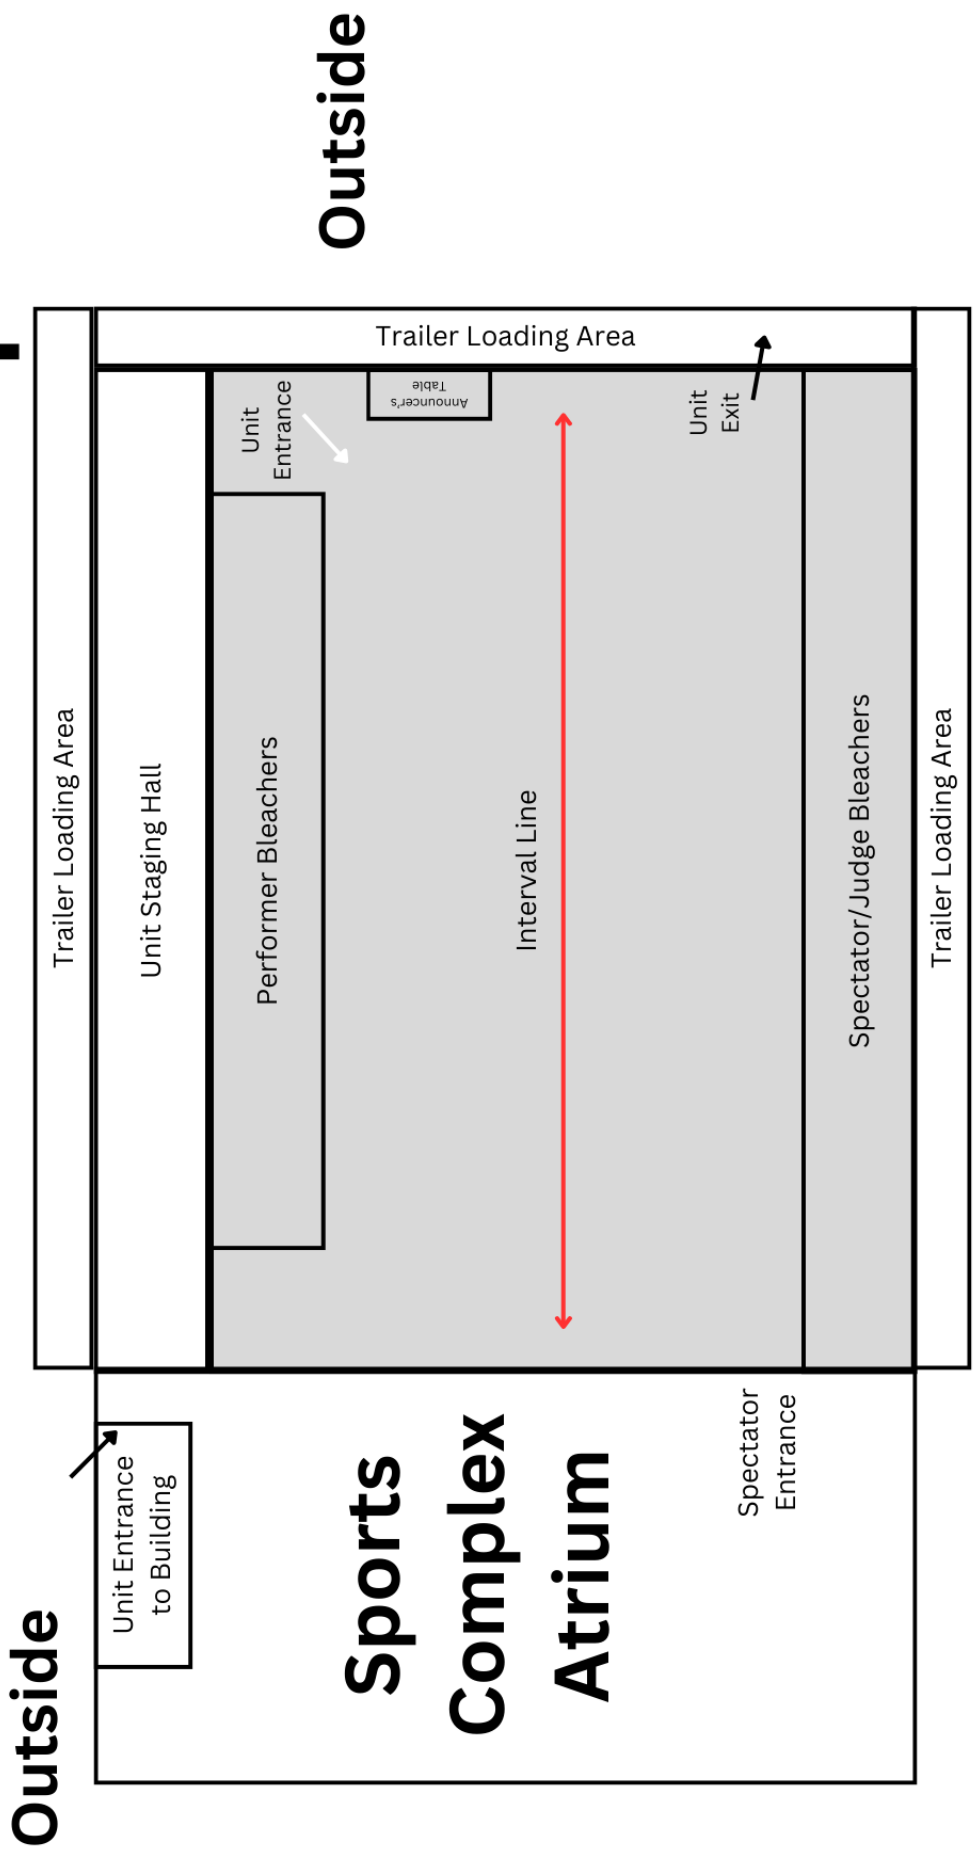 Outside
Trailer Loading Area
Unit
Entrance
Announcer's
Table
Unit
Exit
Trailer Loading Area
Unit Staging Hall
Performer Bleachers
Interval Line
Spectator/Judge Bleachers
Trailer Loading Area
Outside
Unit Entrance
to Building
Sports
Complex
Atrium
Spectator
Entrance